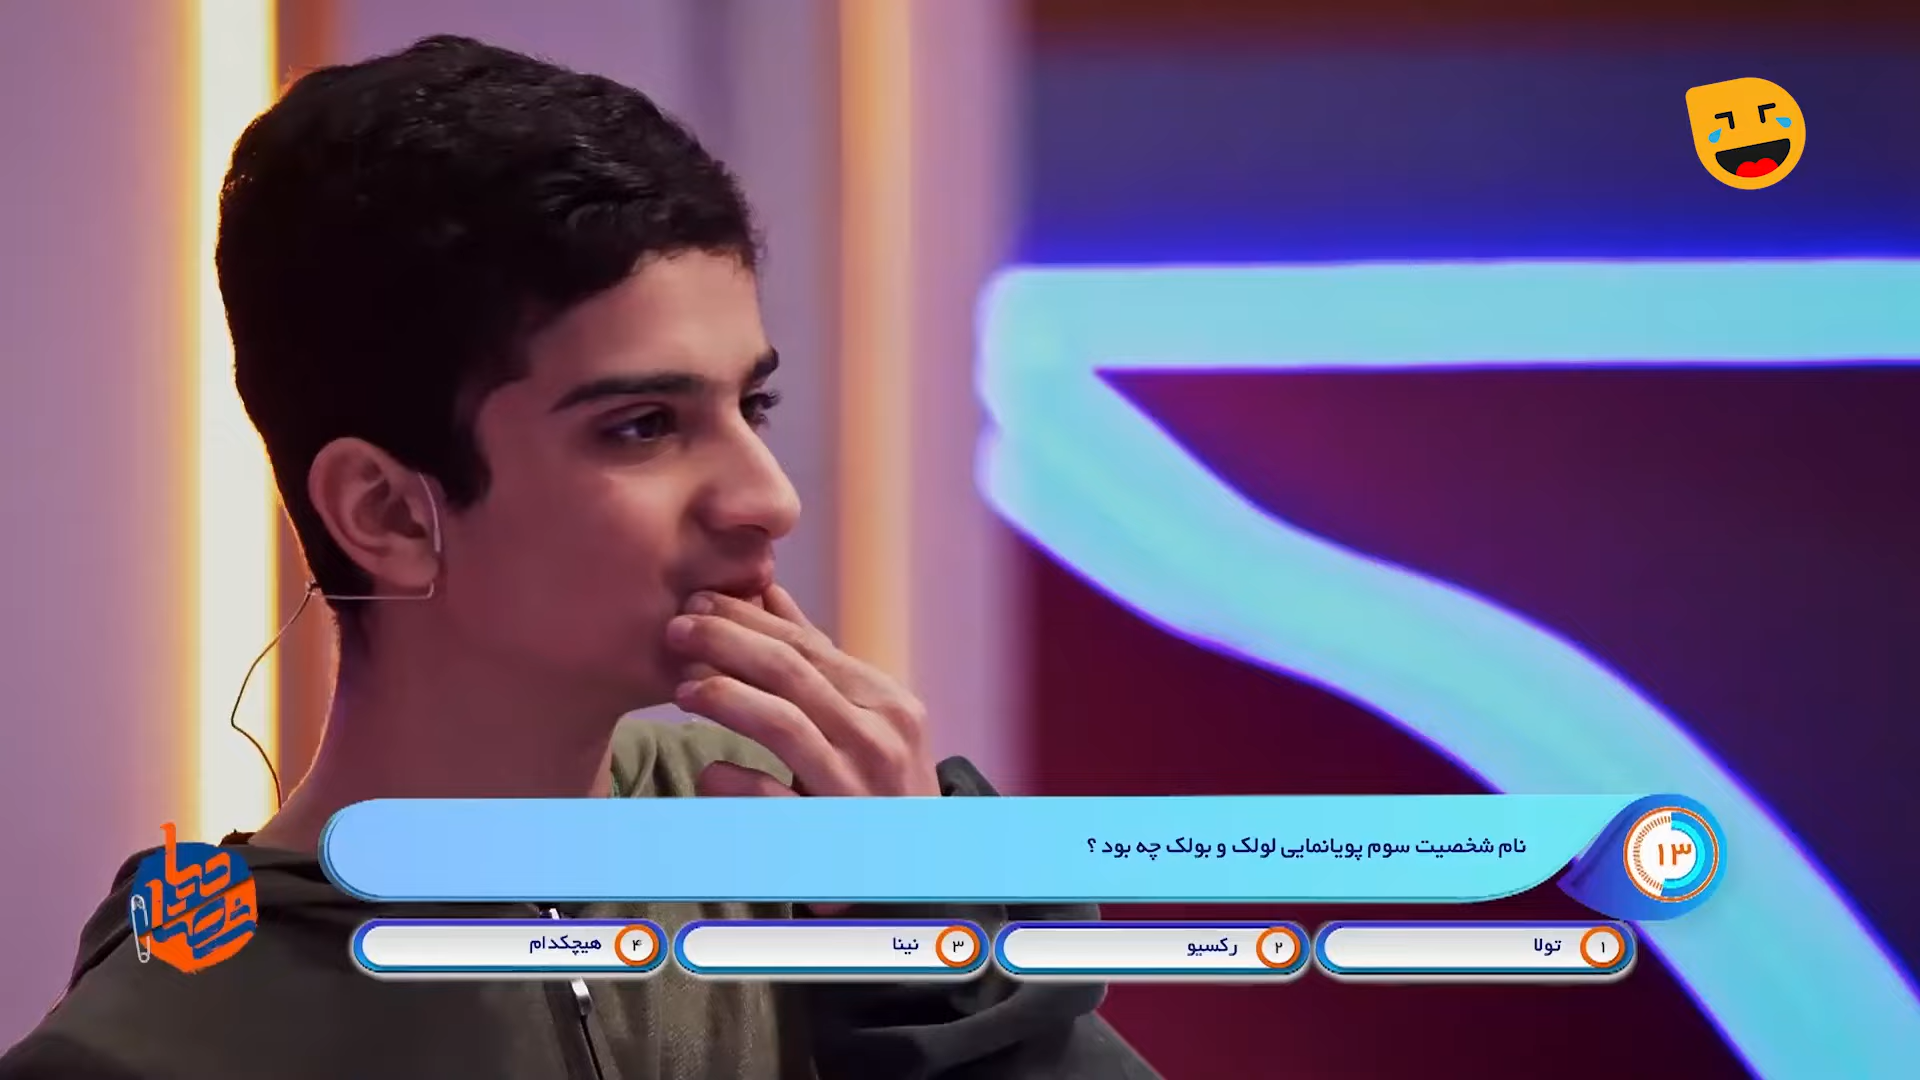 نام شخصیت سوم پویانمایی لولک و بولک چه بود ؟
۱۳
۱ تولا
۲ رکسیو
۳ نینا
۴ هیچکدام